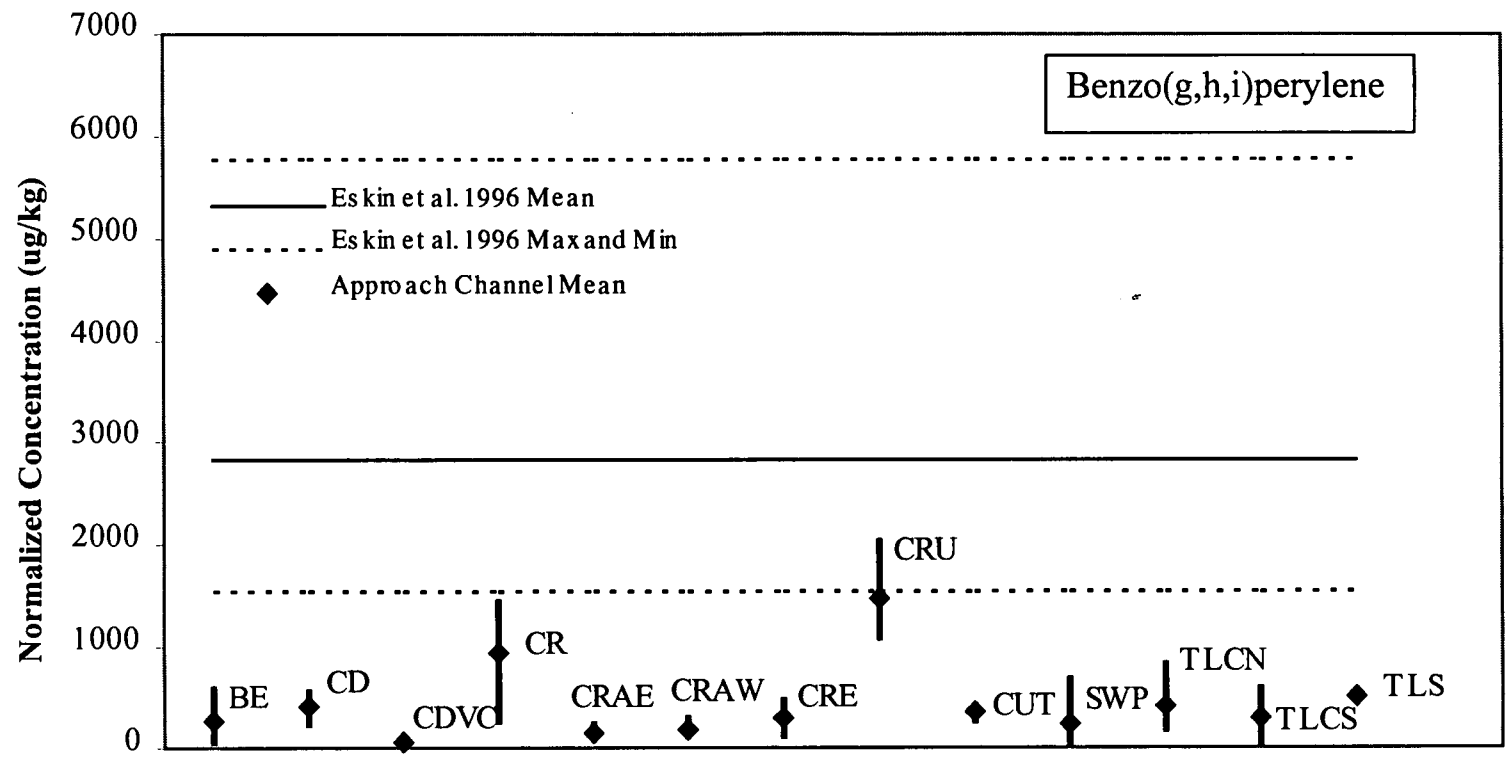 7000
Benzo(g,h,i)perylene
6000
Eskin et al. 1996 Mean
5000
Eskin et al. 1996 Max and Min
Approach Channel Mean
4000
3000
2000
CRU
1000
CR
TLCN
BE
CD
CDVC
CRAE
CRAW
CRE
CUT
SWP
TLCS
TLS
0
Normalized Concentration (ug/kg)